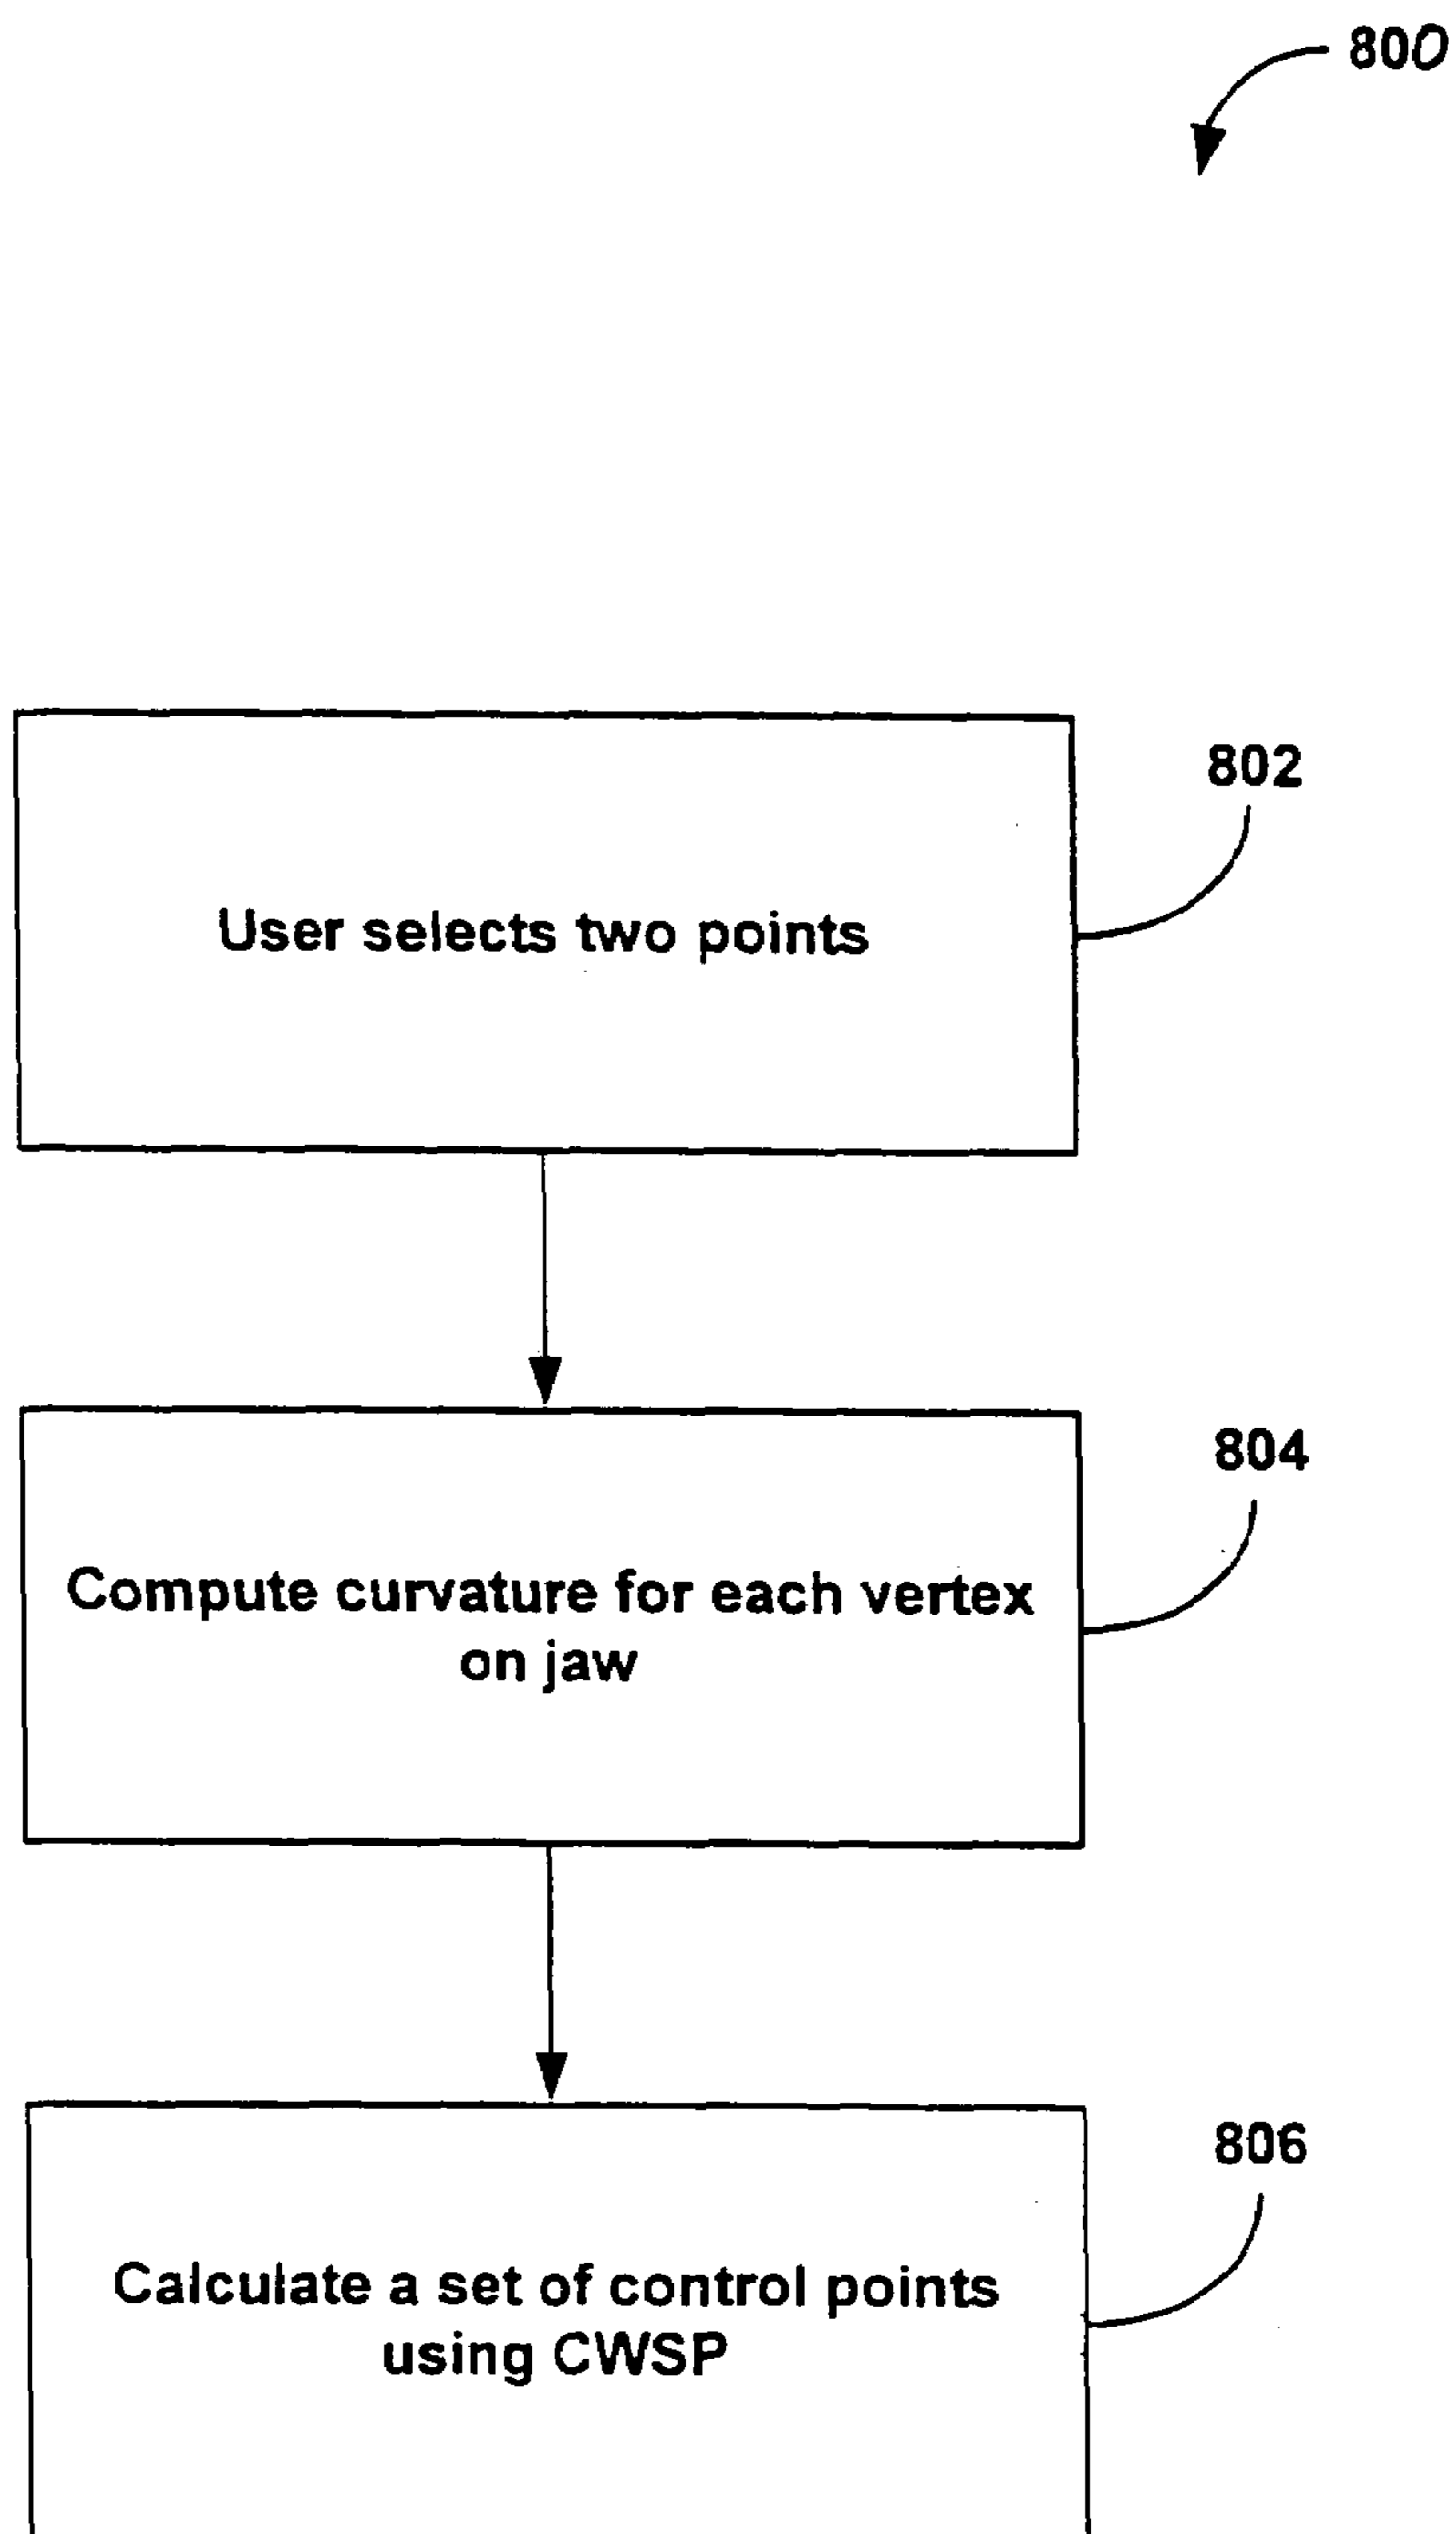 800
802
User selects two points
804
Compute curvature for each vertex
on jaw
806
Calculate a set of control points
using CWSP